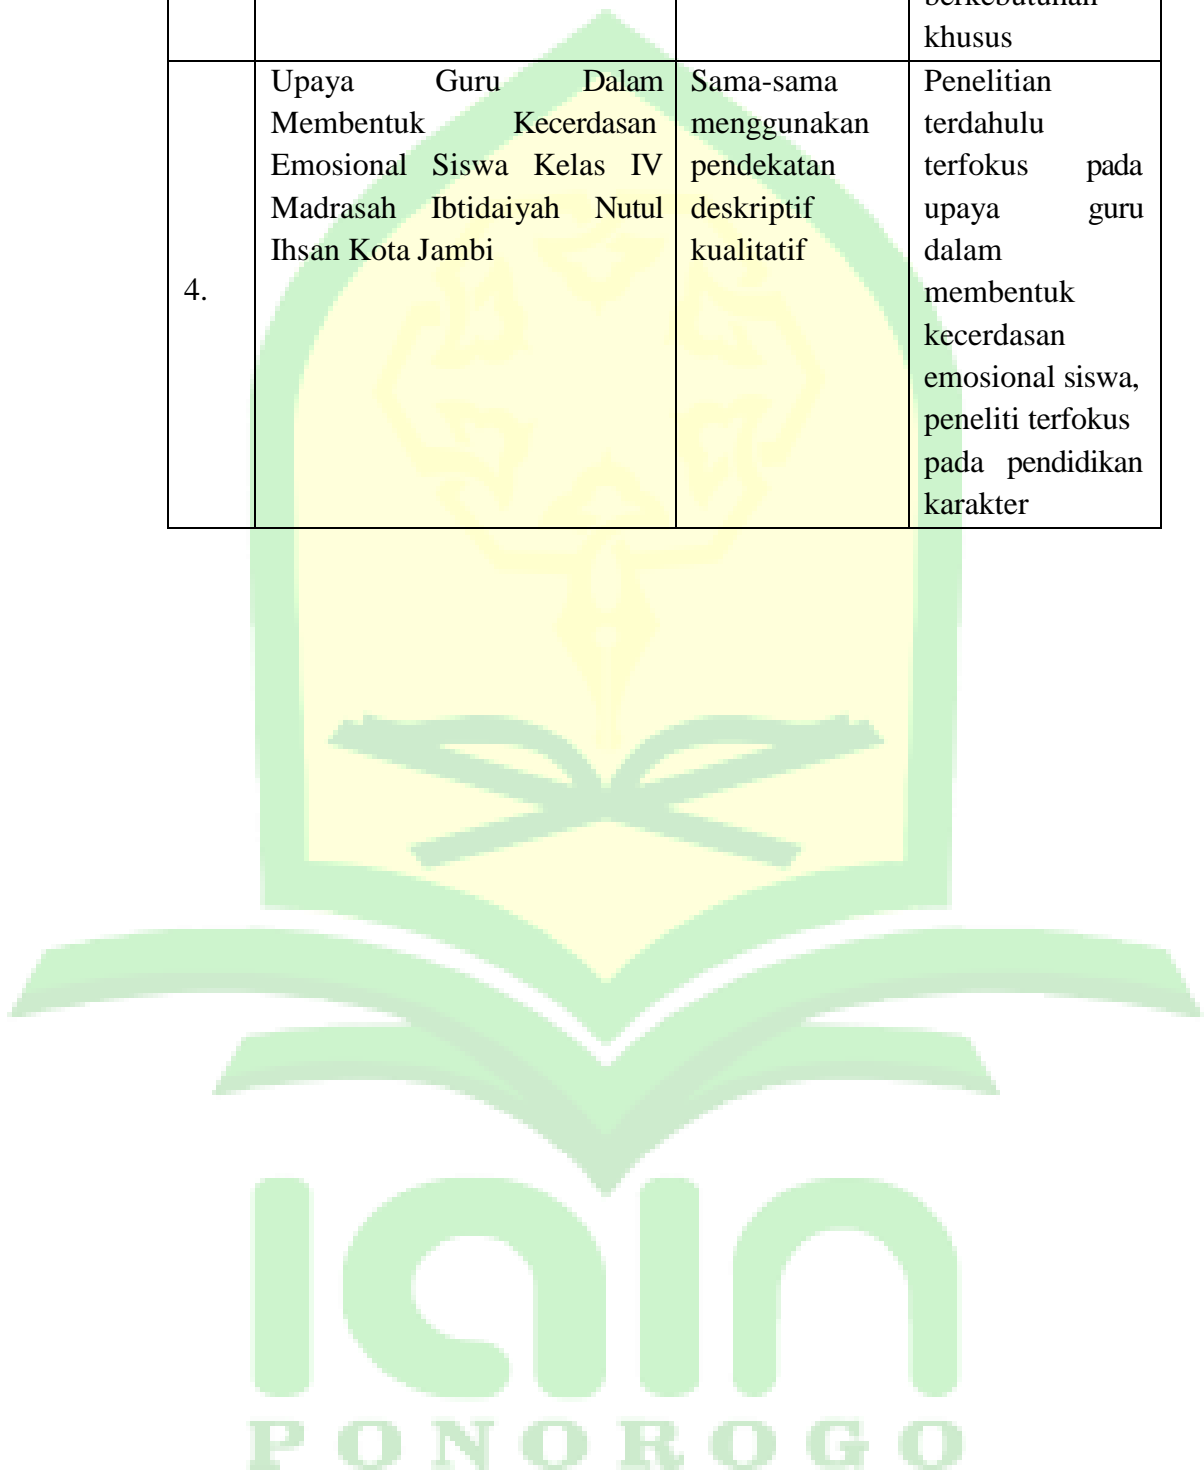 berkebutuhan
khusus
4.
Upaya Guru Dalam
Membentuk Kecerdasan
Emosional Siswa Kelas IV
Madrasah Ibtidaiyah Nutul
Ihsan Kota Jambi
Sama-sama
menggunakan
pendekatan
deskriptif
kualitatif
Penelitian
terdahulu
terfokus pada
upaya guru
dalam
membentuk
kecerdasan
emosional siswa,
peneliti terfokus
pada pendidikan
karakter
iain
PONOROGO